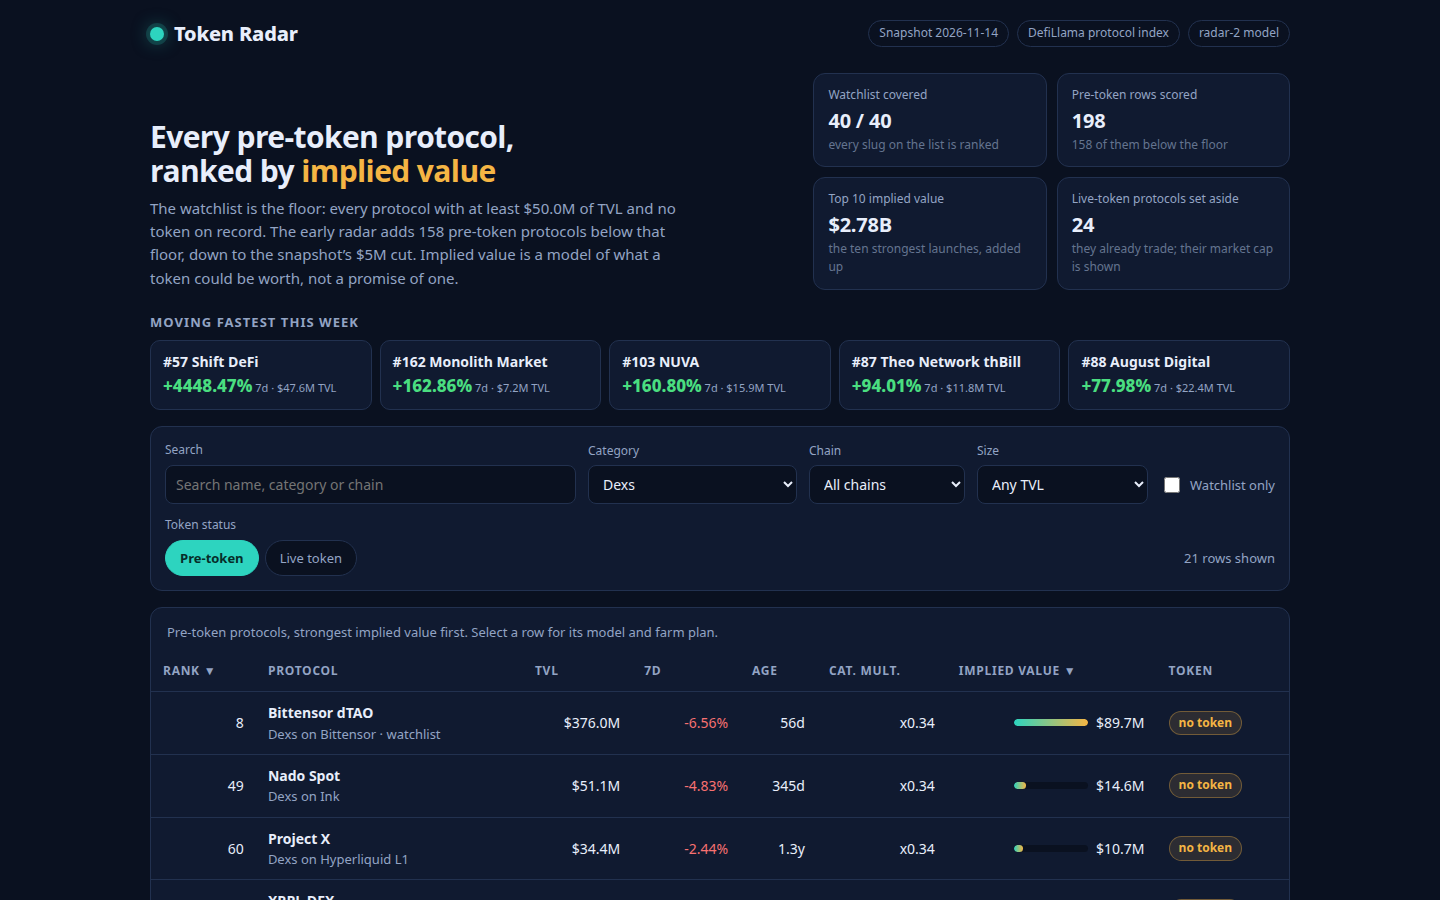 Token Radar
Snapshot 2026-11-14
DefiLlama protocol index
radar-2 model
Every pre-token protocol,
ranked by implied value
The watchlist is the floor: every protocol with at least $50.0M of TVL and no
token on record. The early radar adds 158 pre-token protocols below that
floor, down to the snapshot’s $5M cut. Implied value is a model of what a
token could be worth, not a promise of one.
Watchlist covered
40 / 40
every slug on the list is ranked
Pre-token rows scored
198
158 of them below the floor
Top 10 implied value
$2.78B
the ten strongest launches, added
up
Live-token protocols set aside
24
they already trade; their market cap
is shown
MOVING FASTEST THIS WEEK
#57 Shift DeFi
+4448.47% 7d · $47.6M TVL
#162 Monolith Market
+162.86% 7d · $7.2M TVL
#103 NUVA
+160.80% 7d · $15.9M TVL
#87 Theo Network thBill
+94.01% 7d · $11.8M TVL
#88 August Digital
+77.98% 7d · $22.4M TVL
Search
Search name, category or chain
Category
Dexs
Chain
All chains
Size
Any TVL
Watchlist only
Token status
Pre-token
Live token
21 rows shown
Pre-token protocols, strongest implied value first. Select a row for its model and farm plan.
RANK ▼ PROTOCOL TVL 7D AGE CAT. MULT. IMPLIED VALUE ▼ TOKEN
8 Bittensor dTAO $376.0M -6.56% 56d x0.34 $89.7M no token
Dexs on Bittensor · watchlist
49 Nado Spot $51.1M -4.83% 345d x0.34 $14.6M no token
Dexs on Ink
60 Project X $34.4M -2.44% 1.3y x0.34 $10.7M no token
Dexs on Hyperliquid L1